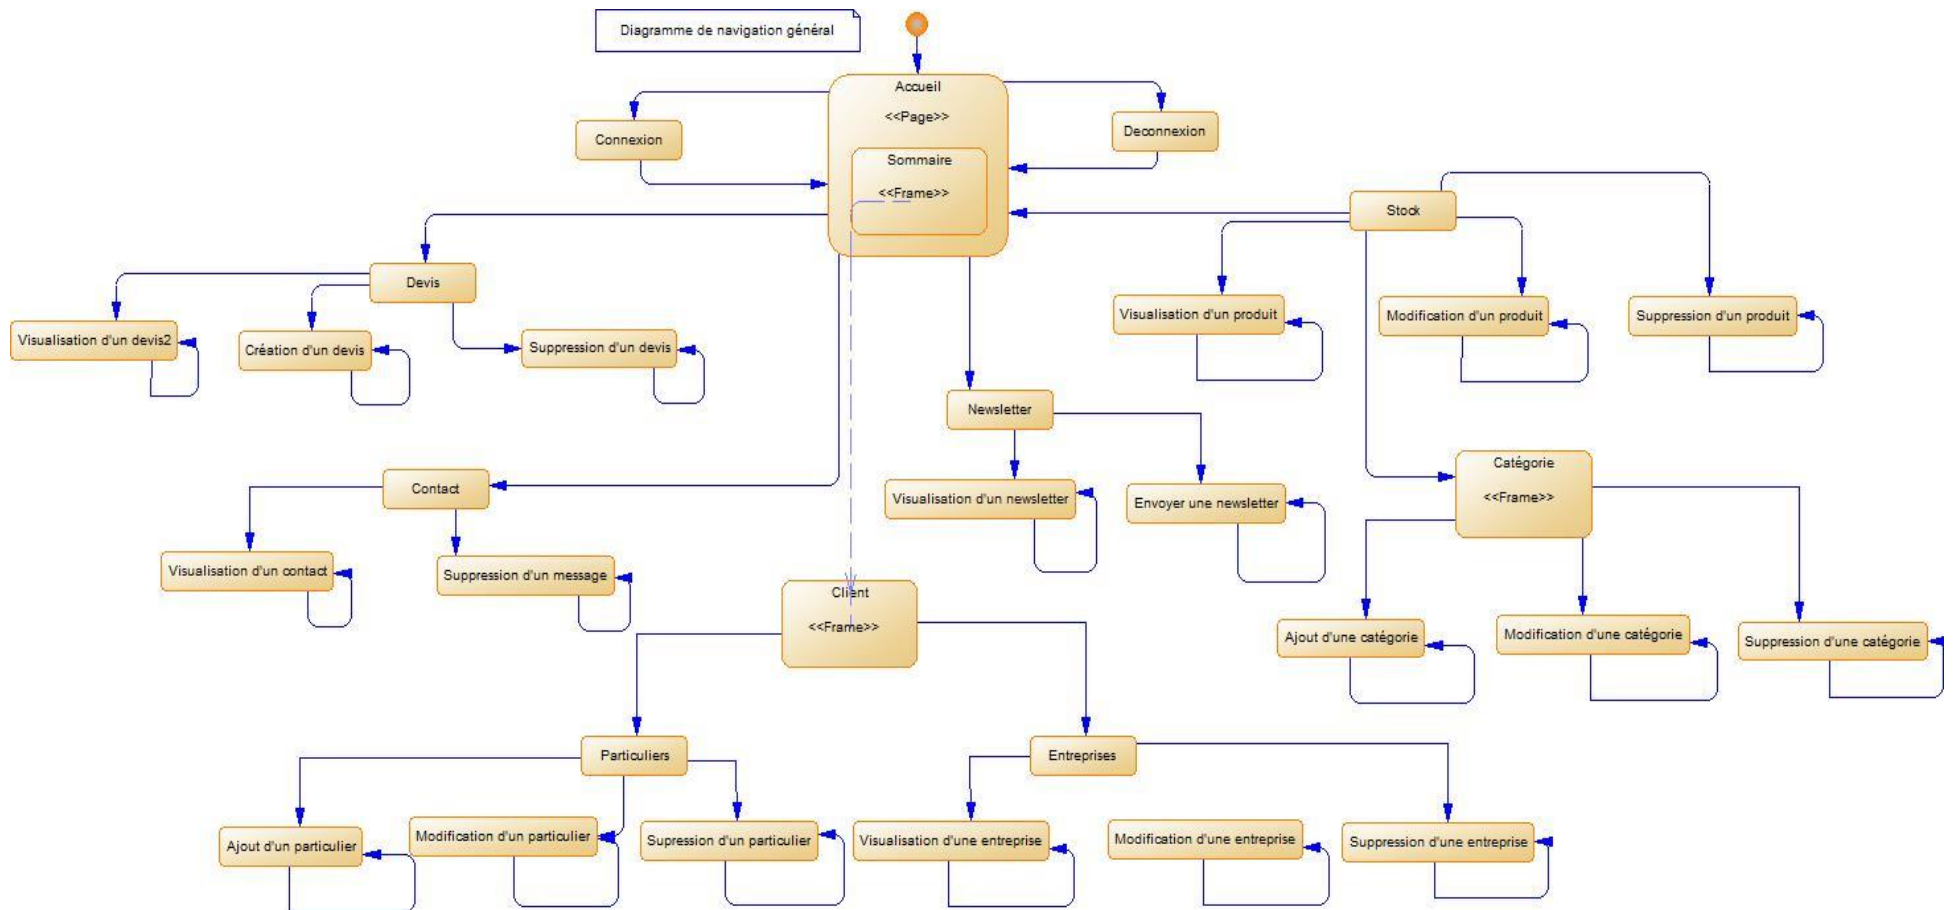 Diagramme de navigation général
Accueil
<<Page>>
Connexion
Deconnexion
Sommaire
<<Frame>>
Stock
Devis
Visualisation d'un produit
Modification d'un produit
Suppression d'un produit
Visualisation d'un devis2
Création d'un devis
Suppression d'un devis
Newsletter
Catégorie
<<Frame>>
Contact
Visualisation d'un newsletter
Envoyer une newsletter
Visualisation d'un contact
Suppression d'un message
Client
<<Frame>>
Ajout d'une catégorie
Modification d'une catégorie
Suppression d'une catégorie
Particuliers
Entreprises
Ajout d'un particulier
Modification d'un particulier
Supression d'un particulier
Visualisation d'une entreprise
Modification d'une entreprise
Suppression d'une entreprise